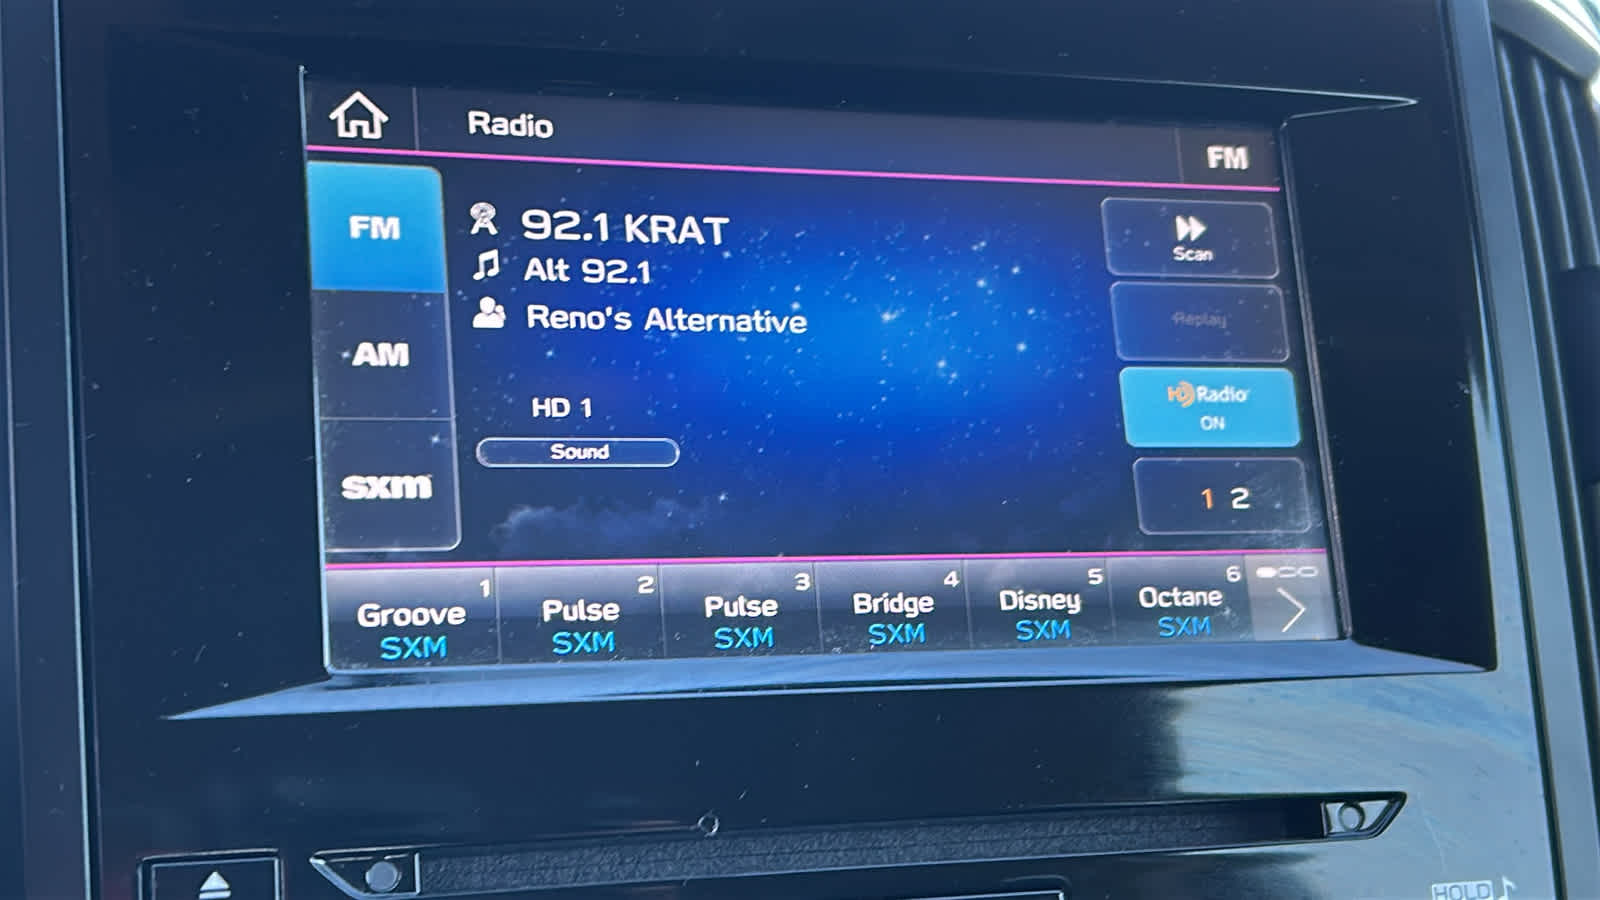 Radio
FM
FM
AM
sxm
92.1 KRAT
Alt 92.1
Reno's Alternative
HD 1
Sound
Scan
Replay
HD Radio
ON
1 2
1
Groove
SXM
2
Pulse
SXM
3
Pulse
SXM
4
Bridge
SXM
5
Disney
SXM
6
Octane
SXM
HOLD